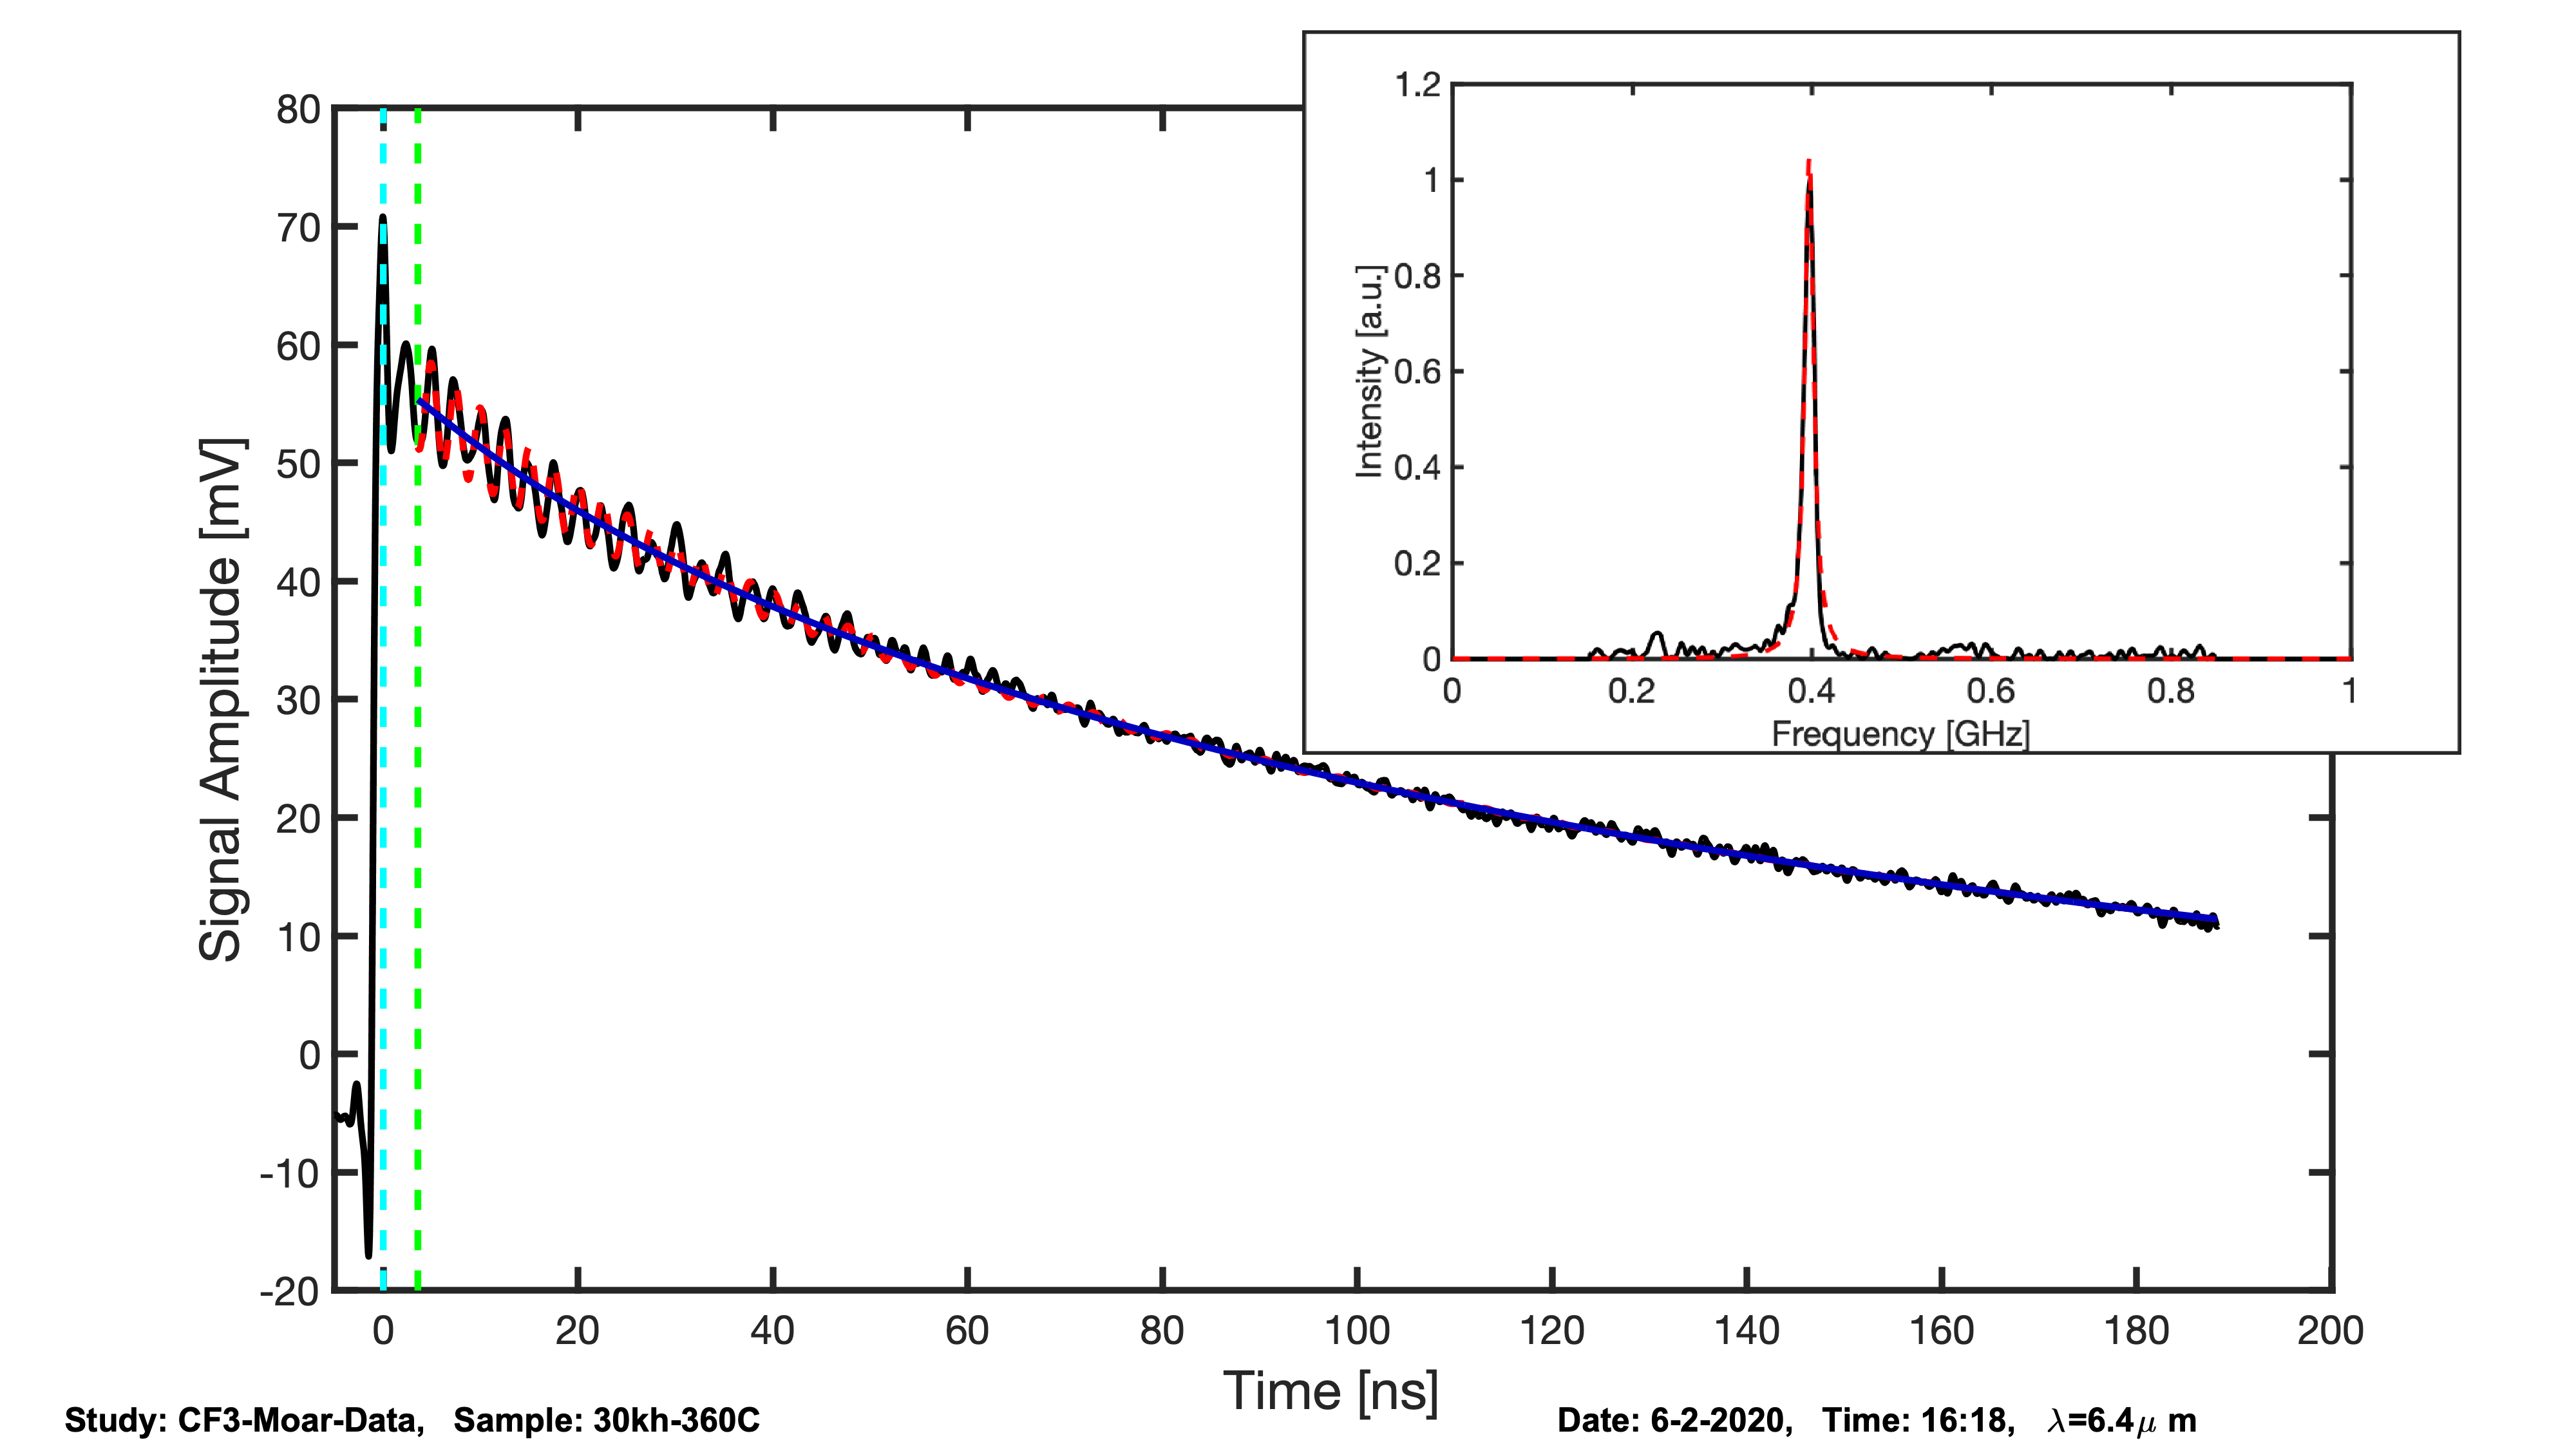 1.2
1
0.8
0.6
0.4
0.2
0
Intensity [a.u.]
0 0.2 0.4 0.6 0.8 1
Frequency [GHz]
80
70
60
50
40
30
20
10
0
-10
-20
Signal Amplitude [mV]
0 20 40 60 80 100 120 140 160 180 200
Time [ns]
Study: CF3-Moar-Data, Sample: 30kh-360C
Date: 6-2-2020, Time: 16:18, λ=6.4μ m